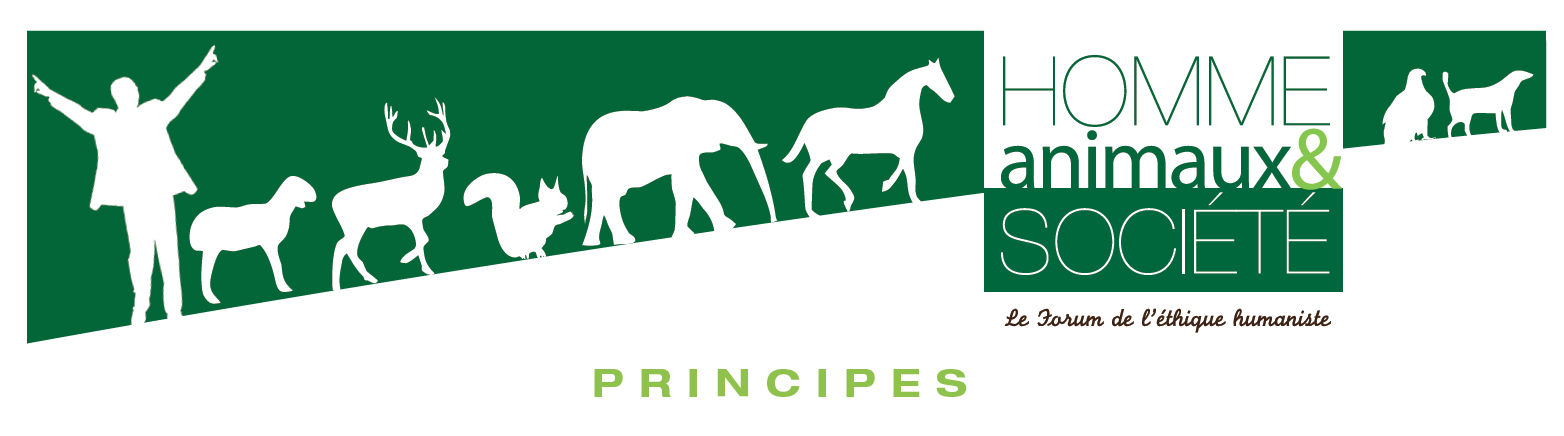 HOMME
animaux&
SOCIÉTÉ
Le Forum de l'éthique humaniste
PRINCIPES